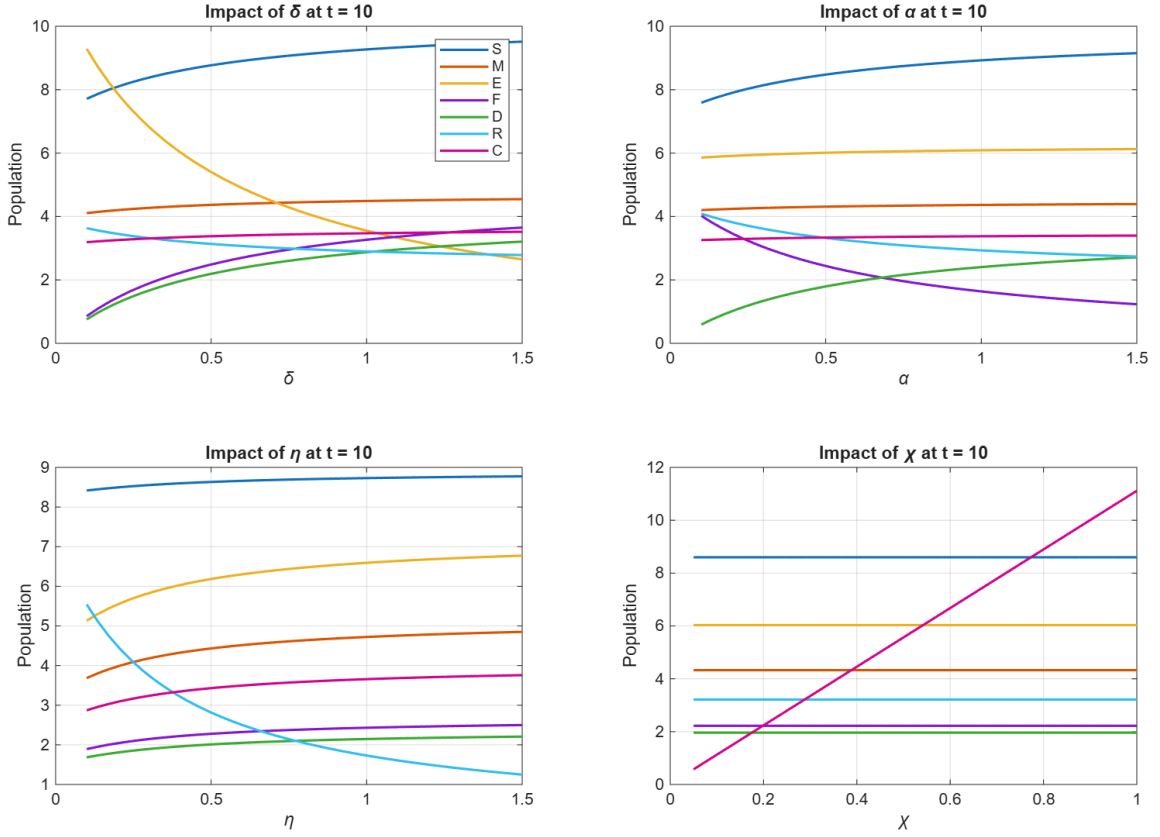 Impact of δ at t = 10
10
8
6
4
2
0
Population
0
0.5
1
1.5
δ
S
M
E
F
D
R
C
Impact of α at t = 10
10
8
6
4
2
0
Population
0
0.5
1
1.5
α
Impact of η at t = 10
9
8
7
6
5
4
3
2
1
Population
0
0.5
1
1.5
η
Impact of χ at t = 10
12
10
8
6
4
2
0
Population
0
0.2
0.4
0.6
0.8
1
χ